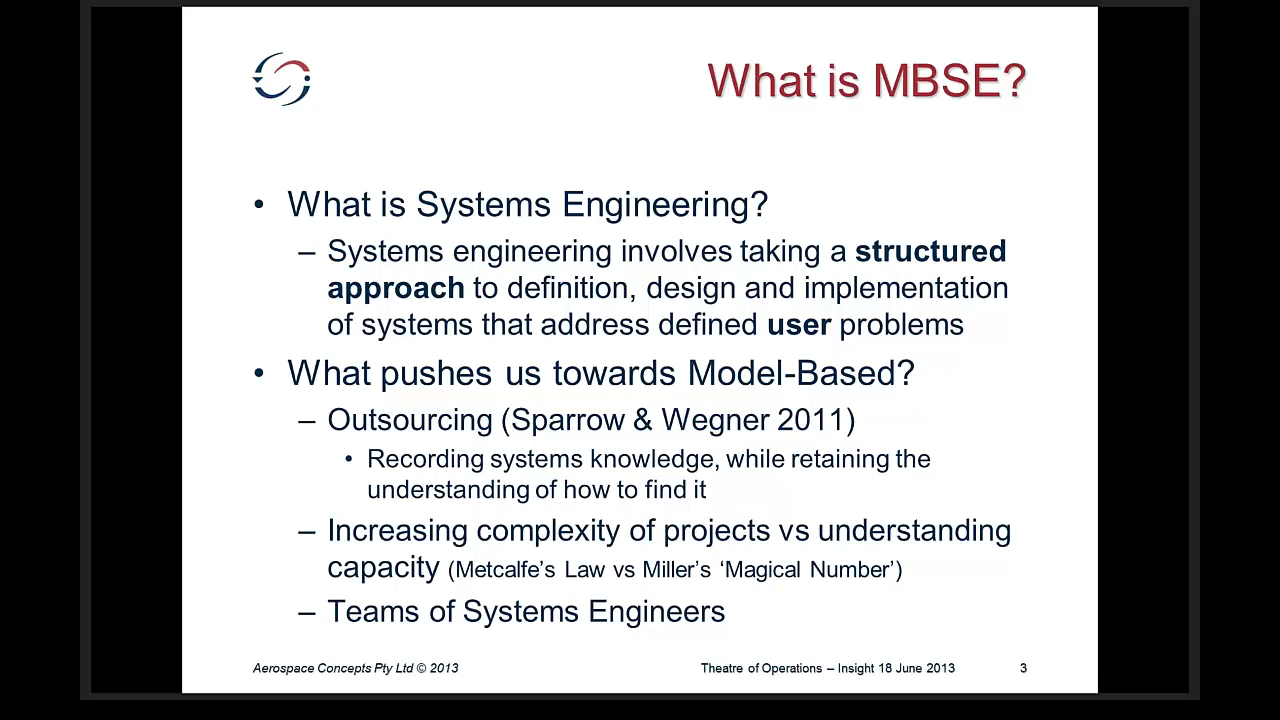 What is MBSE?
• What is Systems Engineering?
– Systems engineering involves taking a structured
approach to definition, design and implementation
of systems that address defined user problems
• What pushes us towards Model-Based?
– Outsourcing (Sparrow & Wegner 2011)
• Recording systems knowledge, while retaining the
understanding of how to find it
– Increasing complexity of projects vs understanding
capacity (Metcalfe’s Law vs Miller’s ‘Magical Number’)
– Teams of Systems Engineers
Aerospace Concepts Pty Ltd © 2013
Theatre of Operations – Insight 18 June 2013
3